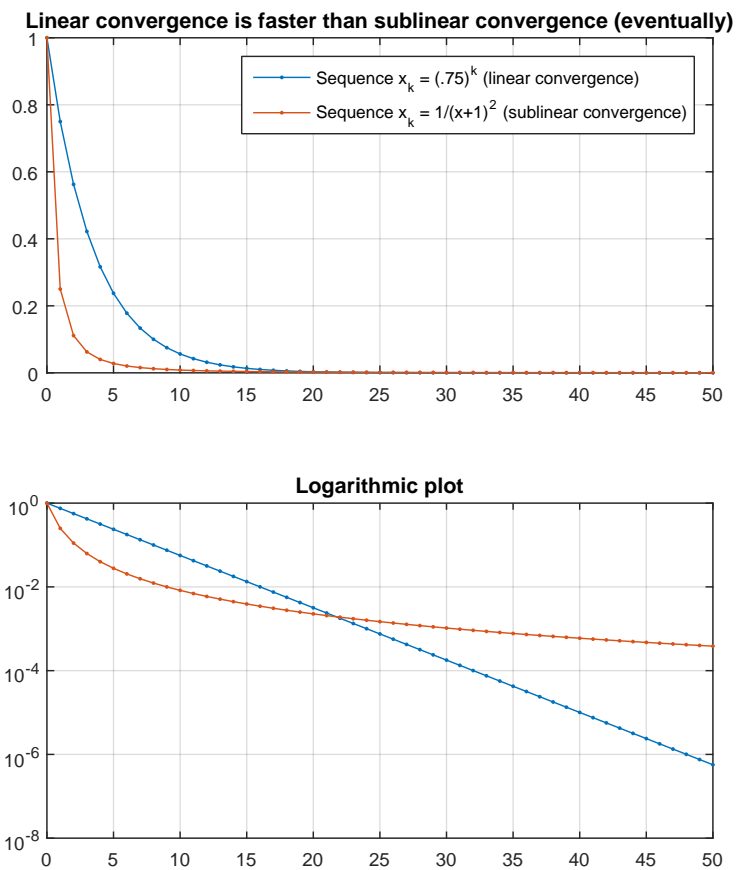 Linear convergence is faster than sublinear convergence (eventually)
1
0.8
0.6
0.4
0.2
0
Sequence x_k = (.75)^k (linear convergence)
Sequence x_k = 1/(x+1)^2 (sublinear convergence)
0 5 10 15 20 25 30 35 40 45 50
Logarithmic plot
10^0
10^-2
10^-4
10^-6
10^-8
0 5 10 15 20 25 30 35 40 45 50